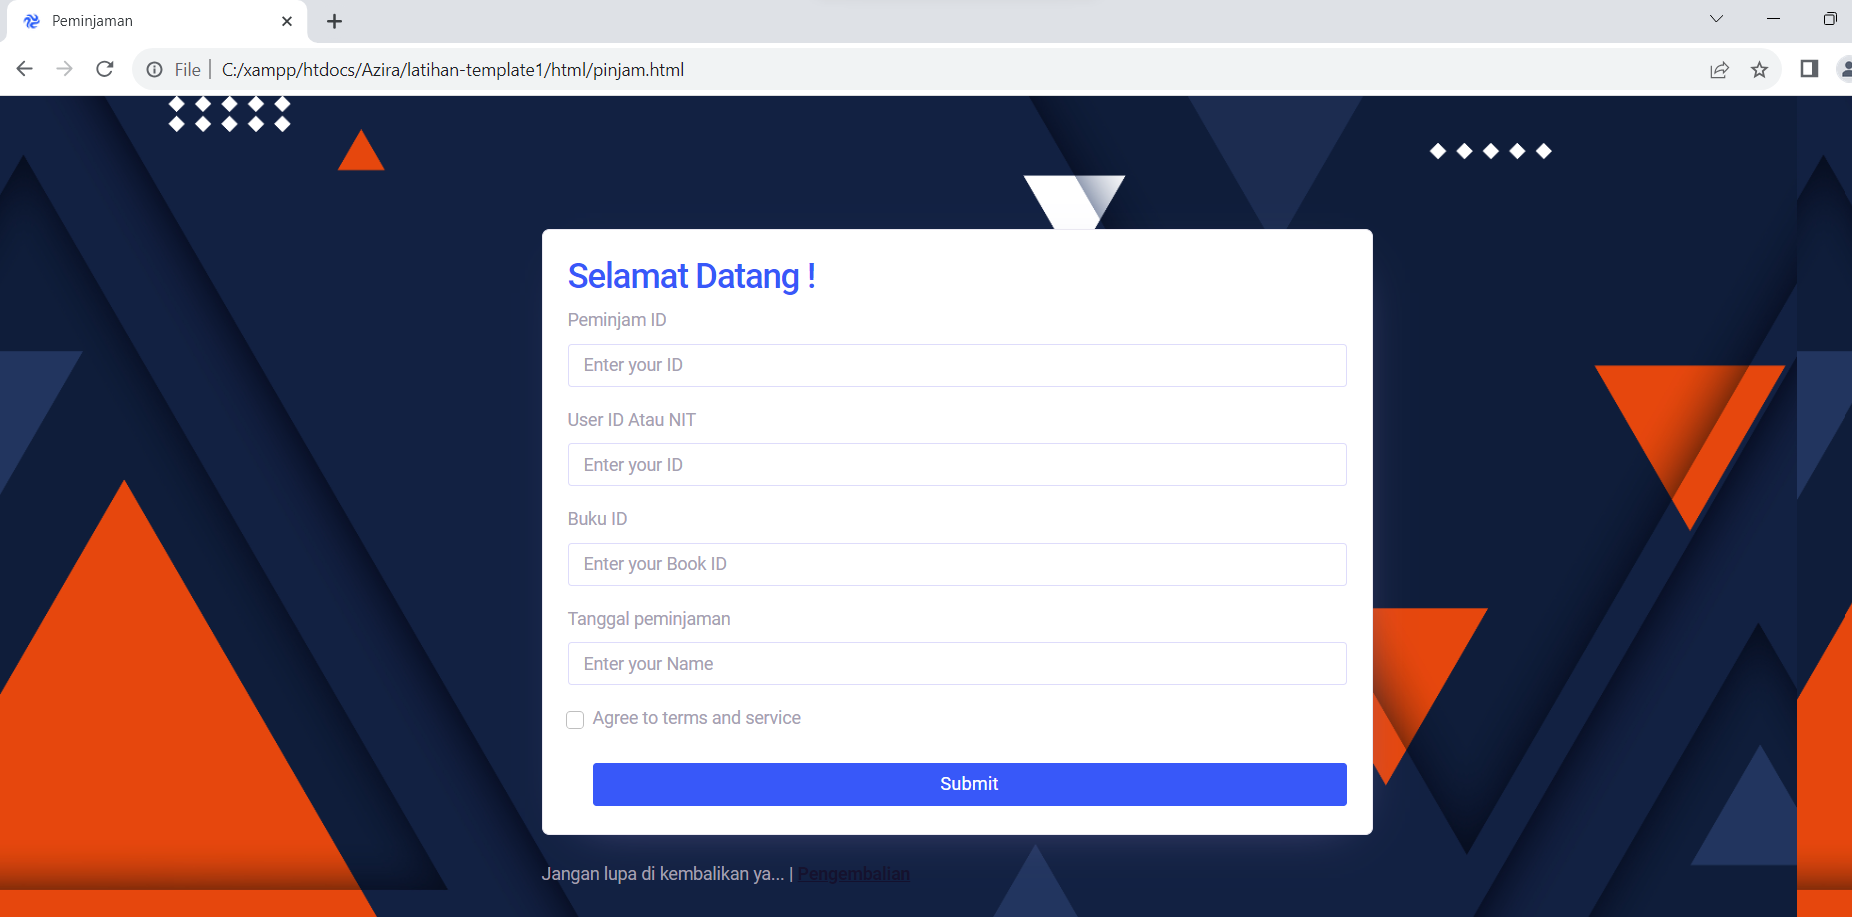 Peminjaman
File | C:/xampp/htdocs/Azira/latihan-template1/html/pinjam.html
Selamat Datang !
Peminjam ID
Enter your ID
User ID Atau NIT
Enter your ID
Buku ID
Enter your Book ID
Tanggal peminjaman
Enter your Name
Agree to terms and service
Submit
Jangan lupa di kembalikan ya... | Pengembalian